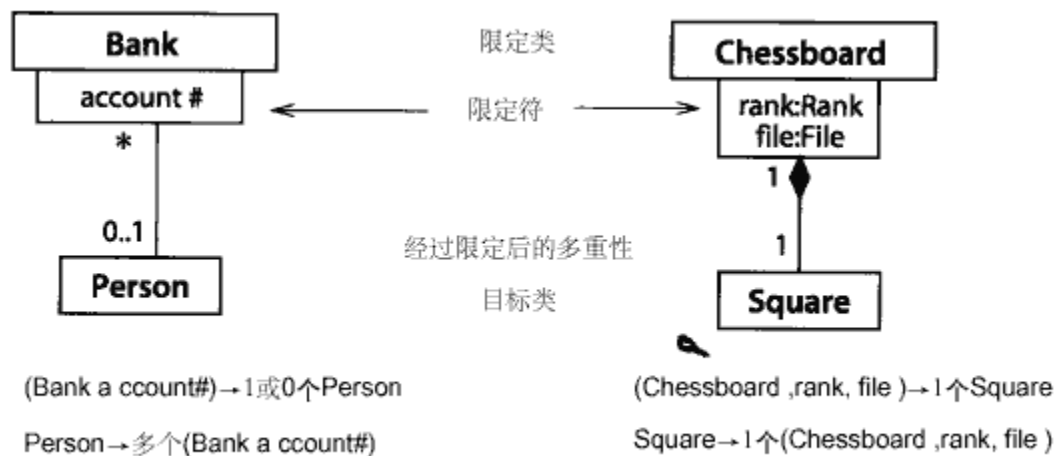 Bank 限定类 Chessboard
account # 限定符 rank:Rank
file:File
* 1
0..1 经过限定后的多重性 1
Person 目标类 Square
(Bank a ccount#)→1或0个Person (Chessboard ,rank, file )→1个Square
Person→多个(Bank a ccount#) Square→1个(Chessboard ,rank, file )